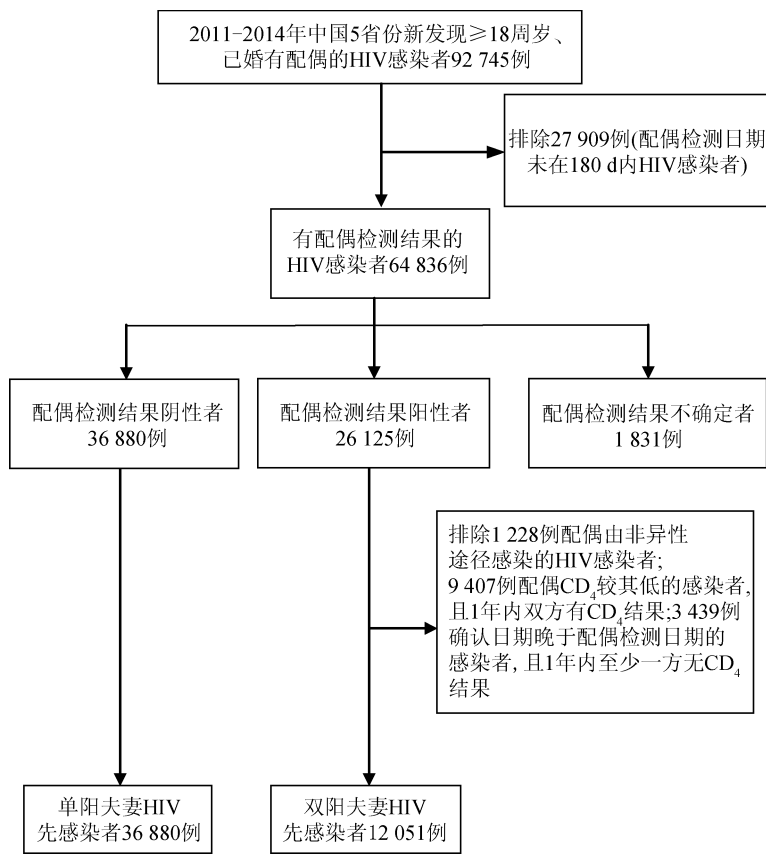 2011-2014年中国5省份新发现≥18周岁、
已婚有配偶的HIV感染者92 745例
排除27 909例(配偶检测日期
未在180 d内HIV感染者)
有配偶检测结果的
HIV感染者64 836例
配偶检测结果阴性者
36 880例
配偶检测结果阳性者
26 125例
配偶检测结果不确定者
1 831例
排除1 228例配偶由非异性
途径感染的HIV感染者;
9 407例配偶CD₄较其低的感染者,
且1年内双方有CD₄结果;3 439例
确认日期晚于配偶检测日期的
感染者, 且1年内至少一方无CD₄
结果
单阳夫妻HIV
先感染者36 880例
双阳夫妻HIV
先感染者12 051例